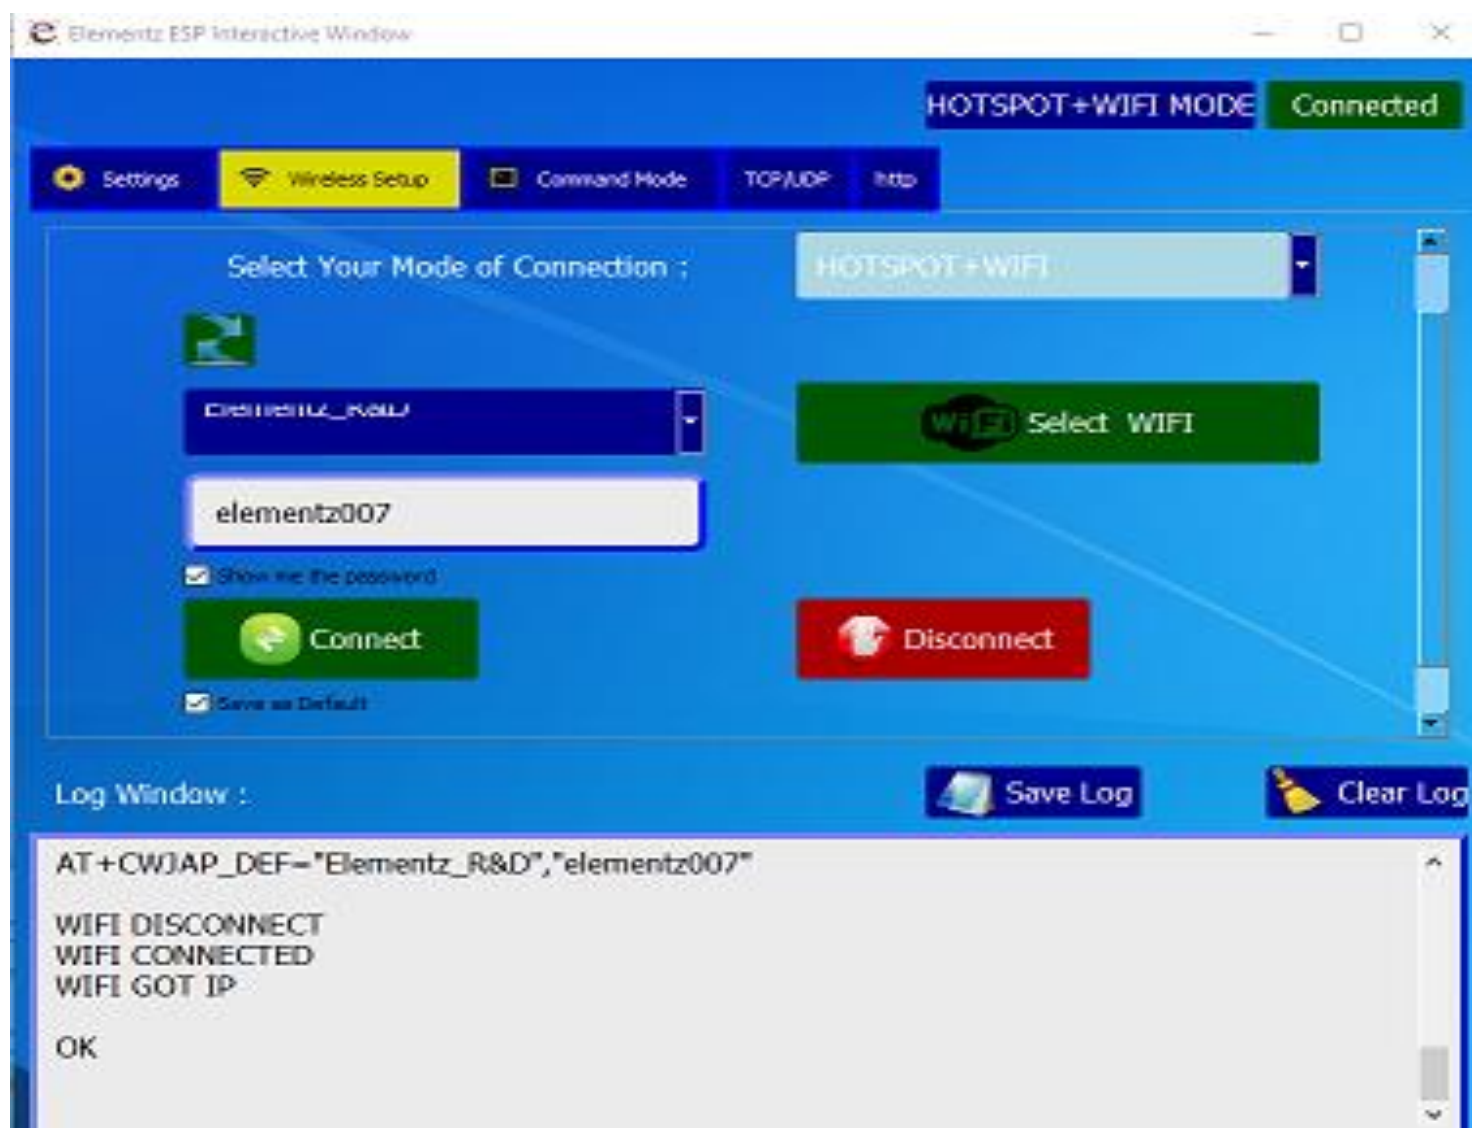 Elementz ESP Interactive Window
HOTSPOT+WIFI MODE Connected
Settings Wireless Setup Command Mode TCP/UDP http
Select Your Mode of Connection : HOTSPOT+WIFI
Elementz_R&D
WiFi Select WIFI
elementz007
Show me the password
Connect Disconnect
Save as Default
Log Window : Save Log Clear Log
AT+CWJAP_DEF="Elementz_R&D","elementz007"
WIFI DISCONNECT
WIFI CONNECTED
WIFI GOT IP
OK